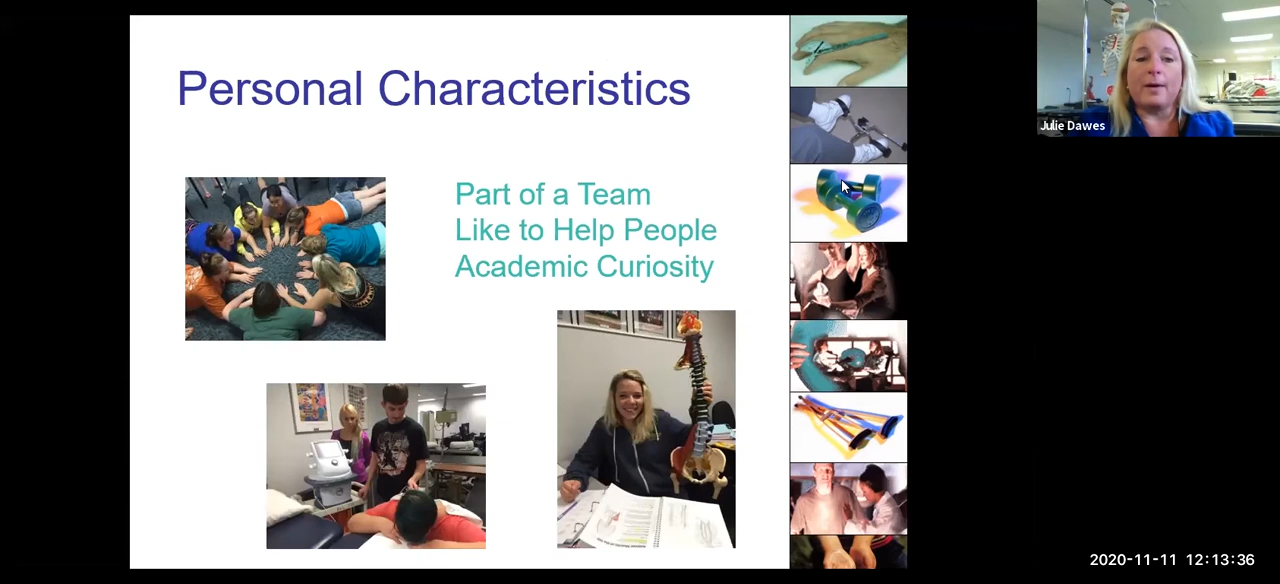 Personal Characteristics
Part of a Team
Like to Help People
Academic Curiosity
Julie Dawes
2020-11-11 12:13:36